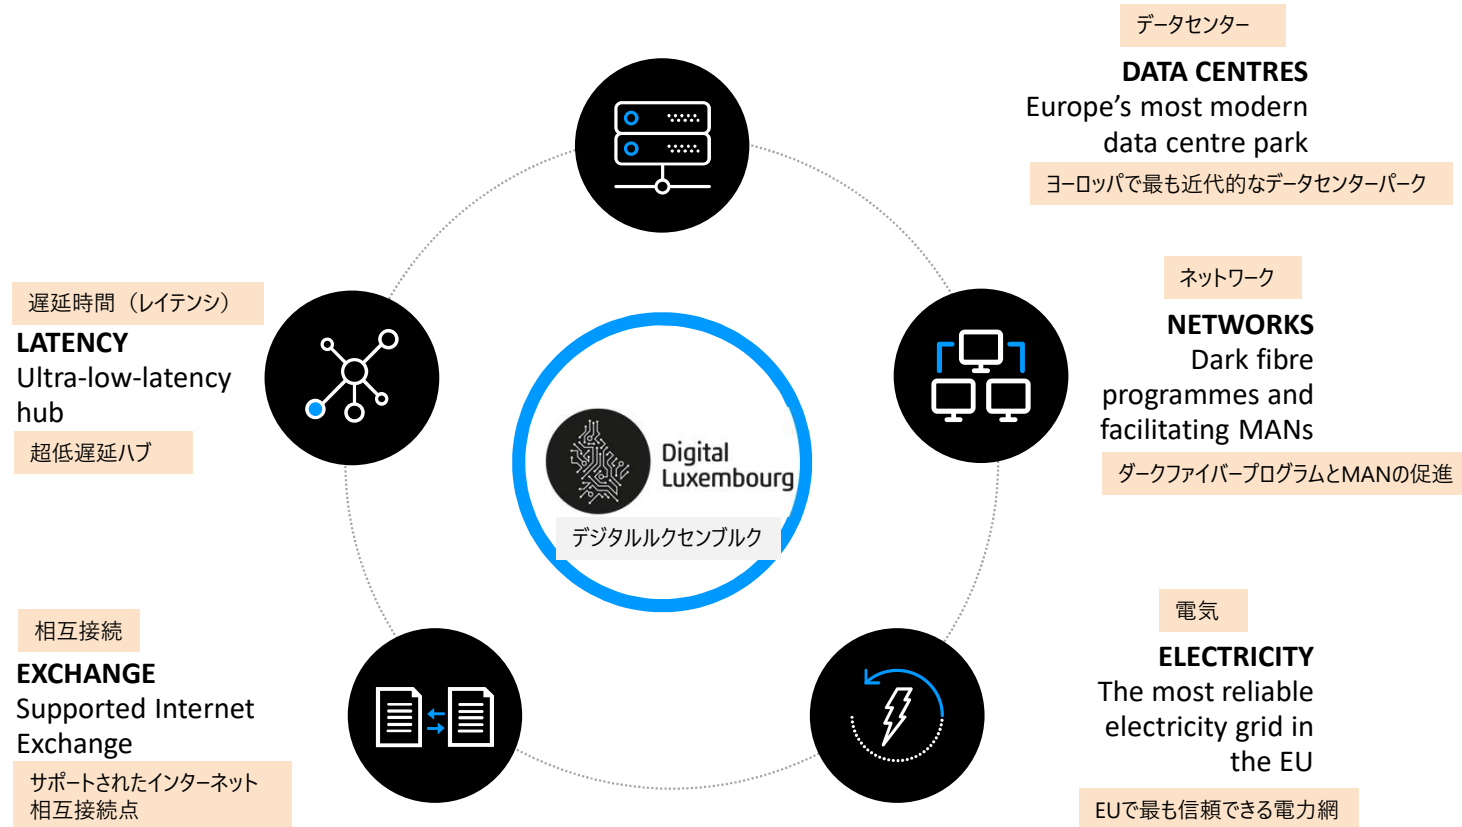 データセンター
DATA CENTRES
Europe's most modern
data centre park
ヨーロッパで最も近代的なデータセンターパーク
ネットワーク
NETWORKS
Dark fibre
programmes and
facilitating MANs
ダークファイバープログラムとMANの促進
電気
ELECTRICITY
The most reliable
electricity grid in
the EU
EUで最も信頼できる電力網
相互接続
EXCHANGE
Supported Internet
Exchange
サポートされたインターネット
相互接続点
遅延時間（レイテンシ）
LATENCY
Ultra-low-latency
hub
超低遅延ハブ
Digital
Luxembourg
デジタルルクセンブルク